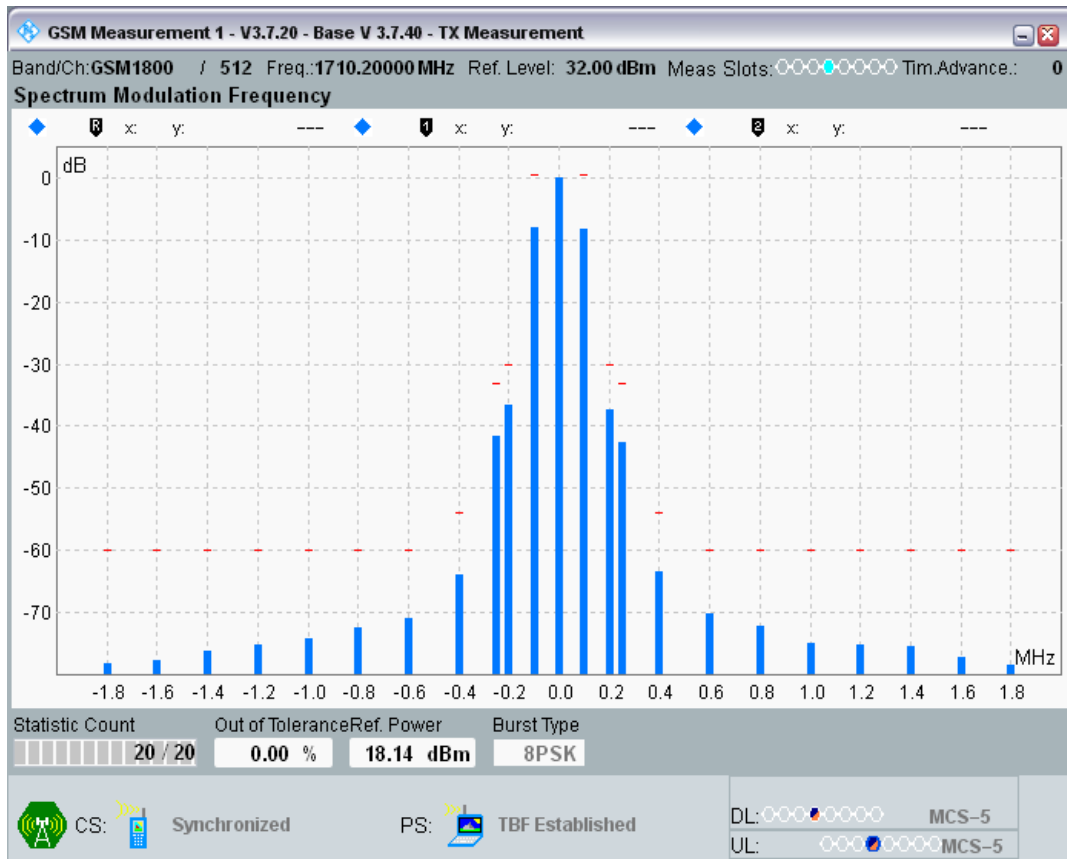 GSM Measurement 1 - V3.7.20 - Base V 3.7.40 - TX Measurement
Band/Ch:GSM1800 / 512 Freq.:1710.20000 MHz Ref. Level: 32.00 dBm Meas Slots: Tim.Advance.: 0
Spectrum Modulation Frequency
R x: y: --- 1 x: y: --- 2 x: y: ---
dB
0
-10
-20
-30
-40
-50
-60
-70
MHz
-1.8 -1.6 -1.4 -1.2 -1.0 -0.8 -0.6 -0.4 -0.2 0.0 0.2 0.4 0.6 0.8 1.0 1.2 1.4 1.6 1.8
Statistic Count Out of Tolerance Ref. Power Burst Type
20 / 20 0.00 % 18.14 dBm 8PSK
CS: Synchronized PS: TBF Established
DL: MCS-5
UL: MCS-5